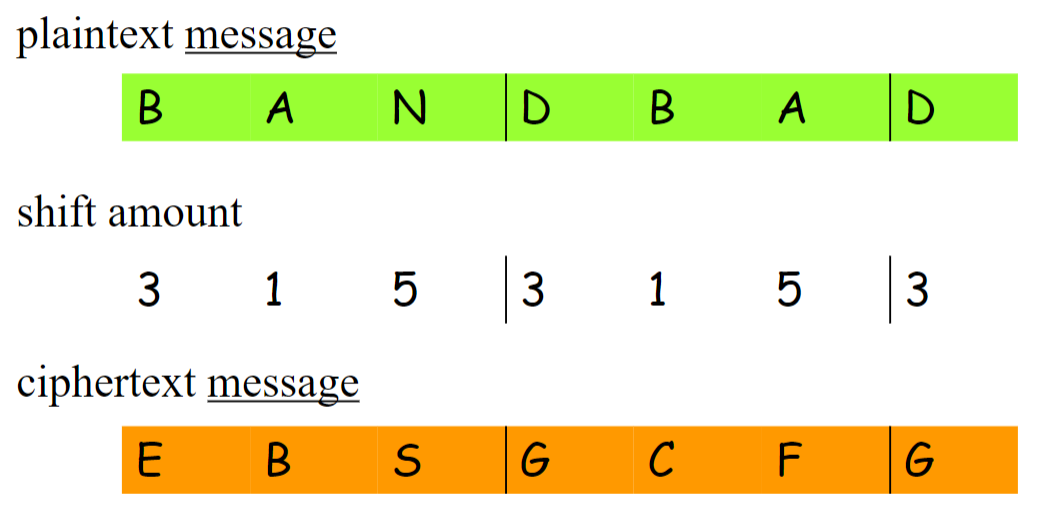 plaintext message
B A N D B A D
shift amount
3 1 5 3 1 5 3
ciphertext message
E B S G C F G